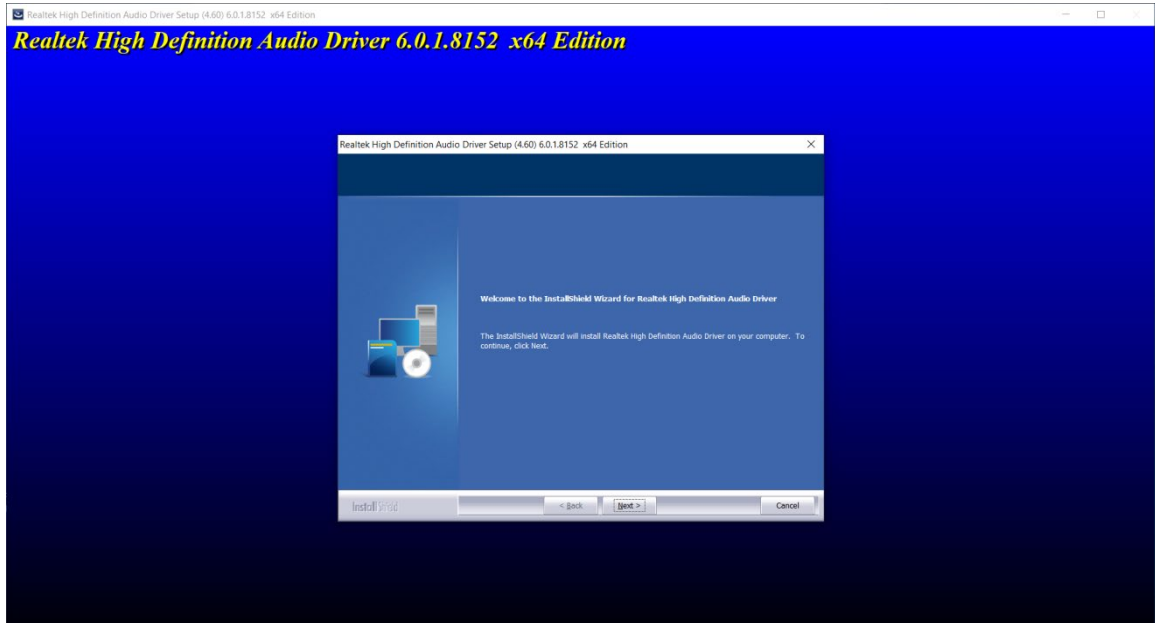 Realtek High Definition Audio Driver Setup (4.60) 6.0.1.8152 x64 Edition
Realtek High Definition Audio Driver 6.0.1.8152 x64 Edition
Realtek High Definition Audio Driver Setup (4.60) 6.0.1.8152 x64 Edition
Welcome to the InstallShield Wizard for Realtek High Definition Audio Driver
The InstallShield Wizard will install Realtek High Definition Audio Driver on your computer. To
continue, click Next.
InstallShield
< Back
Next >
Cancel